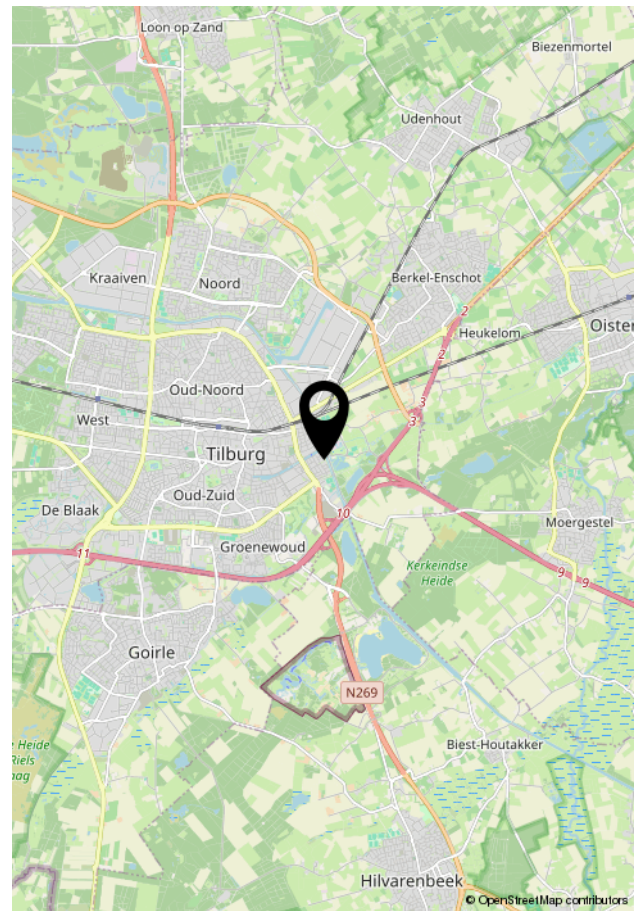 Loon op Zand
Biezenmortel
Udenhout
Kraaiven
Noord
Berkel-Enschot
2
Heukelom
Oister
2
Oud-Noord
3
3
West
Tilburg
Oud-Zuid
De Blaak
10
Moergestel
Groenewoud
11
Kerkeindse
Heide
9
9
Goirle
N269
e Heide
Riels
aag
Biest-Houtakker
Hilvarenbeek
© OpenStreetMap contributors